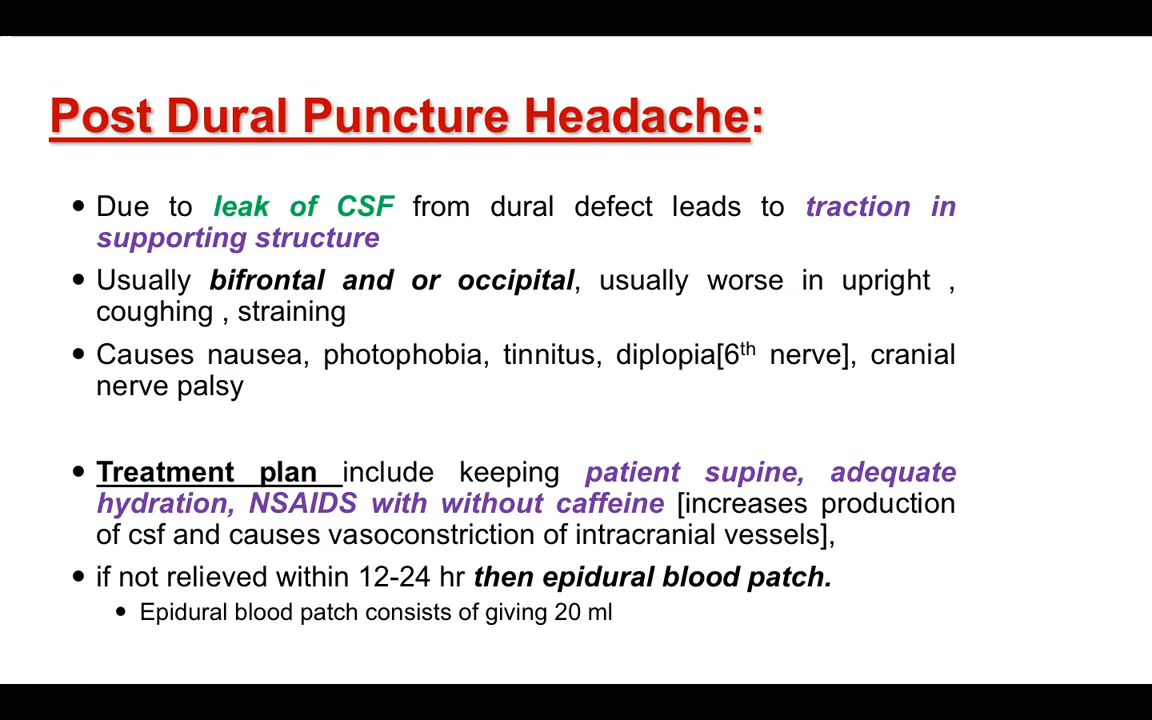 Post Dural Puncture Headache:
• Due to leak of CSF from dural defect leads to traction in
supporting structure
• Usually bifrontal and or occipital, usually worse in upright ,
coughing , straining
• Causes nausea, photophobia, tinnitus, diplopia[6th nerve], cranial
nerve palsy
• Treatment plan include keeping patient supine, adequate
hydration, NSAIDS with without caffeine [increases production
of csf and causes vasoconstriction of intracranial vessels],
• if not relieved within 12-24 hr then epidural blood patch.
• Epidural blood patch consists of giving 20 ml